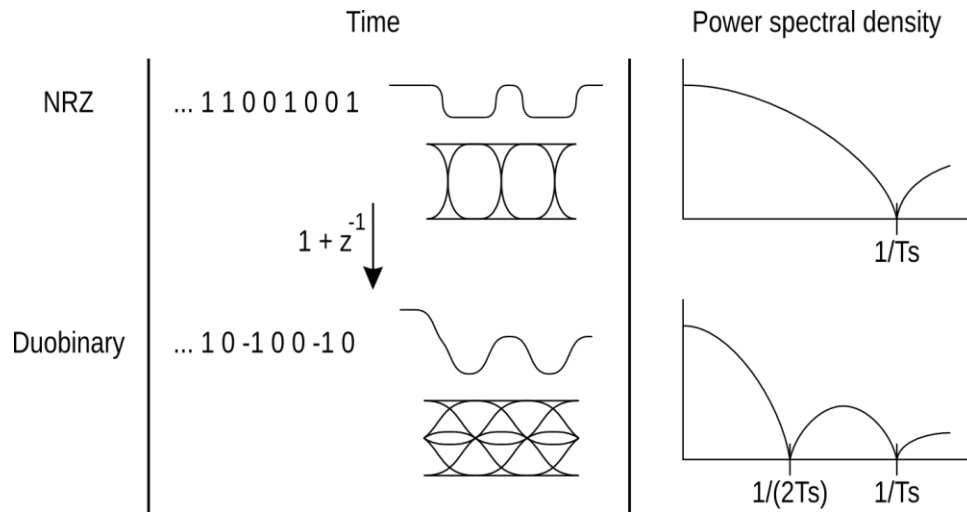 Time
Power spectral density
NRZ
... 1 1 0 0 1 0 0 1
1/Ts
1 + z-1
Duobinary
... 1 0 -1 0 0 -1 0
1/(2Ts)
1/Ts